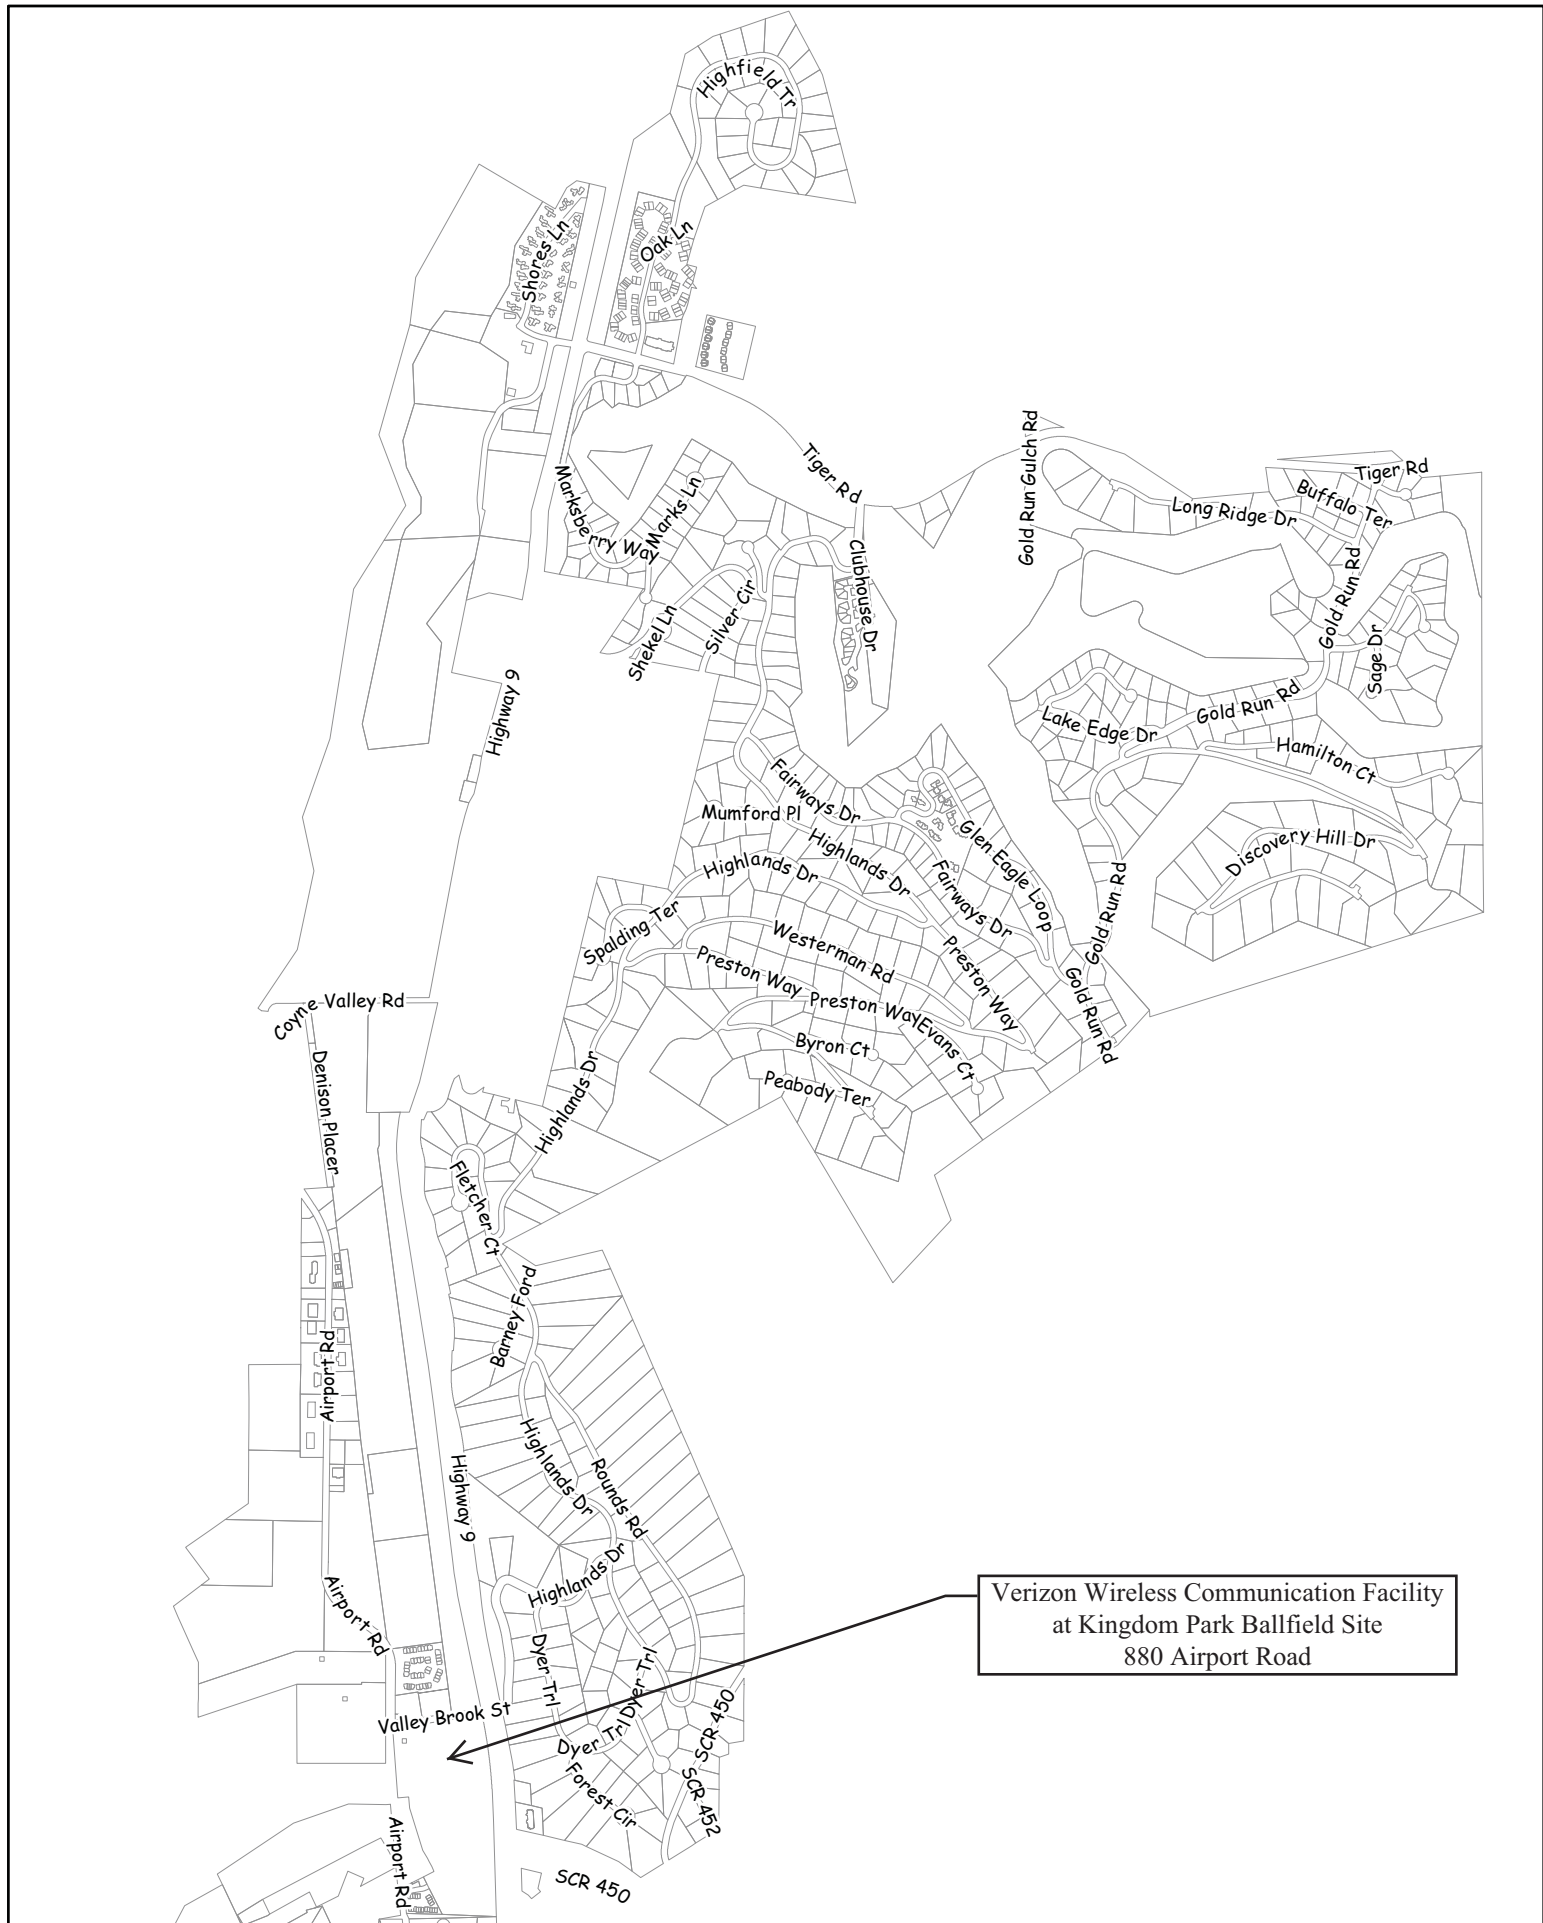 Highfield Tr
Shores Ln
Oak Ln
Tiger Rd
Gold Run Gulch Rd
Tiger Rd
Buffalo Ter
Long Ridge Dr
Marksberry Way
Marks Ln
Clubhouse Dr
Gold Run Rd
Silver Cir
Shekel Ln
Sage Dr
Highway 9
Gold Run Rd
Lake Edge Dr
Hamilton Ct
Fairways Dr
Mumford Pl
Highlands Dr
Glen Eagle Loop
Discovery Hill Dr
Highlands Dr
Fairways Dr
Gold Run Rd
Spalding Ter
Westerman Rd
Preston Way
Preston Way
Preston Way
Gold Run Rd
Coyne Valley Rd
Evans Ct
Byron Ct
Peabody Ter
Denison Placer
Highlands Dr
Fletcher Ct
Barney Ford
Airport Rd
Highlands Dr
Rounds Rd
Highway 9
Highlands Dr
Airport Rd
Verizon Wireless Communication Facility
at Kingdom Park Ballfield Site
880 Airport Road
Dyer Trl
Dyer Trl
Valley Brook St
Dyer Trl
SCR 450
Forest Cir
SCR 452
Airport Rd
SCR 450